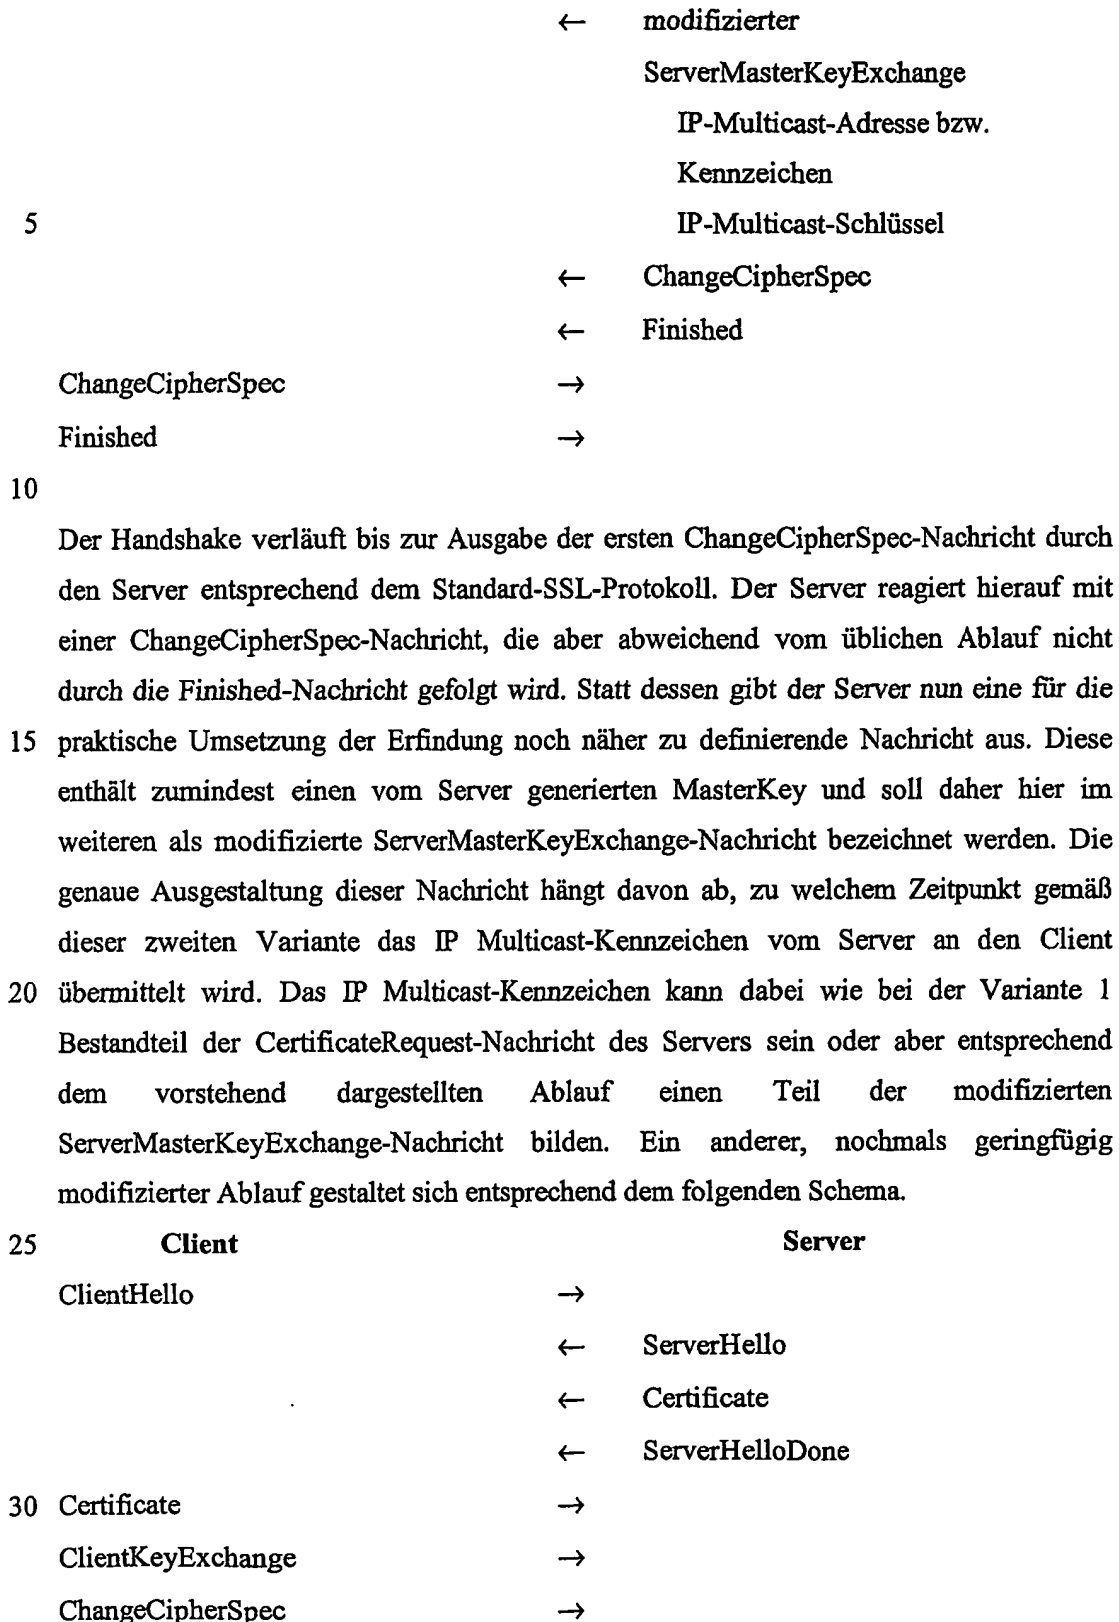 ← modifizierter
ServerMasterKeyExchange
IP-Multicast-Adresse bzw.
Kennzeichen
5 IP-Multicast-Schlüssel
← ChangeCipherSpec
← Finished
ChangeCipherSpec →
Finished →
10
Der Handshake verläuft bis zur Ausgabe der ersten ChangeCipherSpec-Nachricht durch
den Server entsprechend dem Standard-SSL-Protokoll. Der Server reagiert hierauf mit
einer ChangeCipherSpec-Nachricht, die aber abweichend vom üblichen Ablauf nicht
durch die Finished-Nachricht gefolgt wird. Statt dessen gibt der Server nun eine für die
15 praktische Umsetzung der Erfindung noch näher zu definierende Nachricht aus. Diese
enthält zumindest einen vom Server generierten MasterKey und soll daher hier im
weiteren als modifizierte ServerMasterKeyExchange-Nachricht bezeichnet werden. Die
genaue Ausgestaltung dieser Nachricht hängt davon ab, zu welchem Zeitpunkt gemäß
dieser zweiten Variante das IP Multicast-Kennzeichen vom Server an den Client
20 übermittelt wird. Das IP Multicast-Kennzeichen kann dabei wie bei der Variante 1
Bestandteil der CertificateRequest-Nachricht des Servers sein oder aber entsprechend
dem vorstehend dargestellten Ablauf einen Teil der modifizierten
ServerMasterKeyExchange-Nachricht bilden. Ein anderer, nochmals geringfügig
modifizierter Ablauf gestaltet sich entsprechend dem folgenden Schema.
25 Client Server
ClientHello →
← ServerHello
← Certificate
← ServerHelloDone
30 Certificate →
ClientKeyExchange →
ChangeCipherSpec →